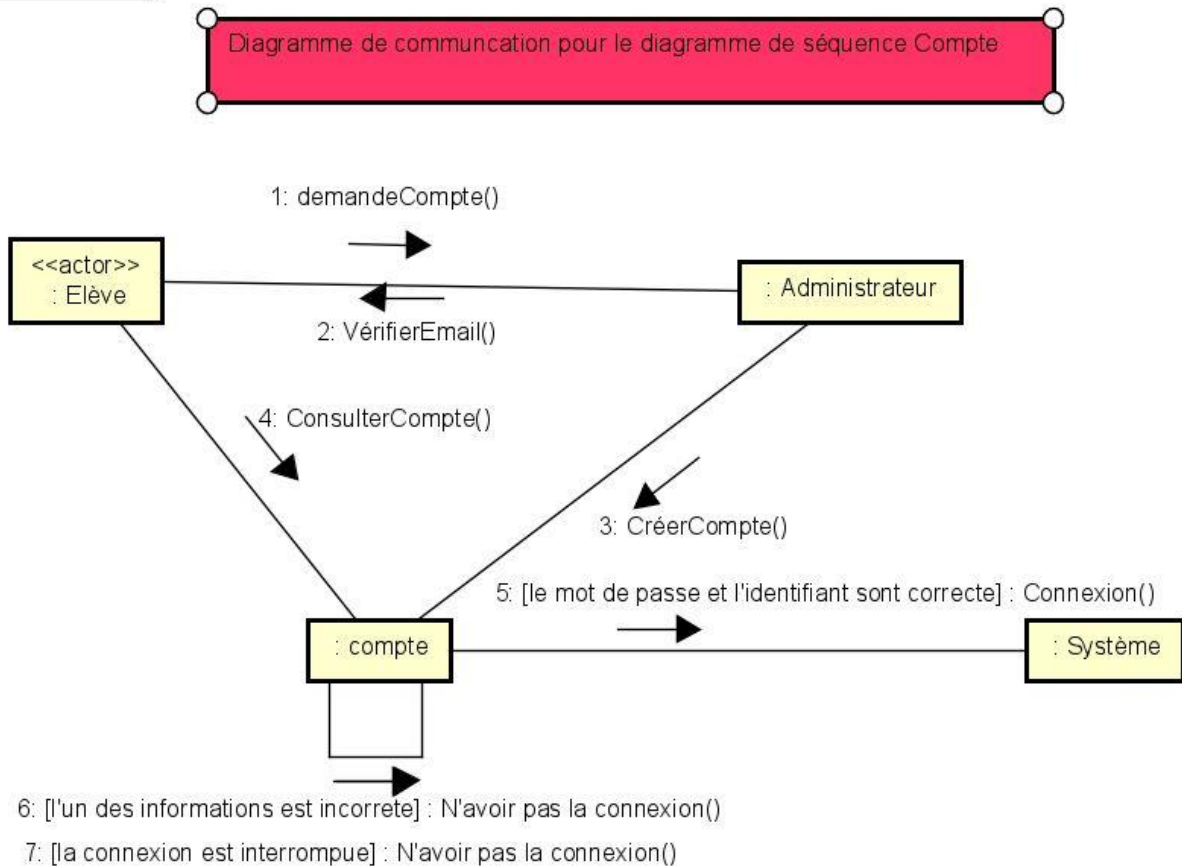 Diagramme de communcation pour le diagramme de séquence Compte
1: demandeCompte()
<<actor>>
: Elève
: Administrateur
2: VérifierEmail()
4: ConsulterCompte()
3: CréerCompte()
5: [le mot de passe et l'identifiant sont correcte] : Connexion()
: compte
: Système
6: [l'un des informations est incorrete] : N'avoir pas la connexion()
7: [la connexion est interrompue] : N'avoir pas la connexion()